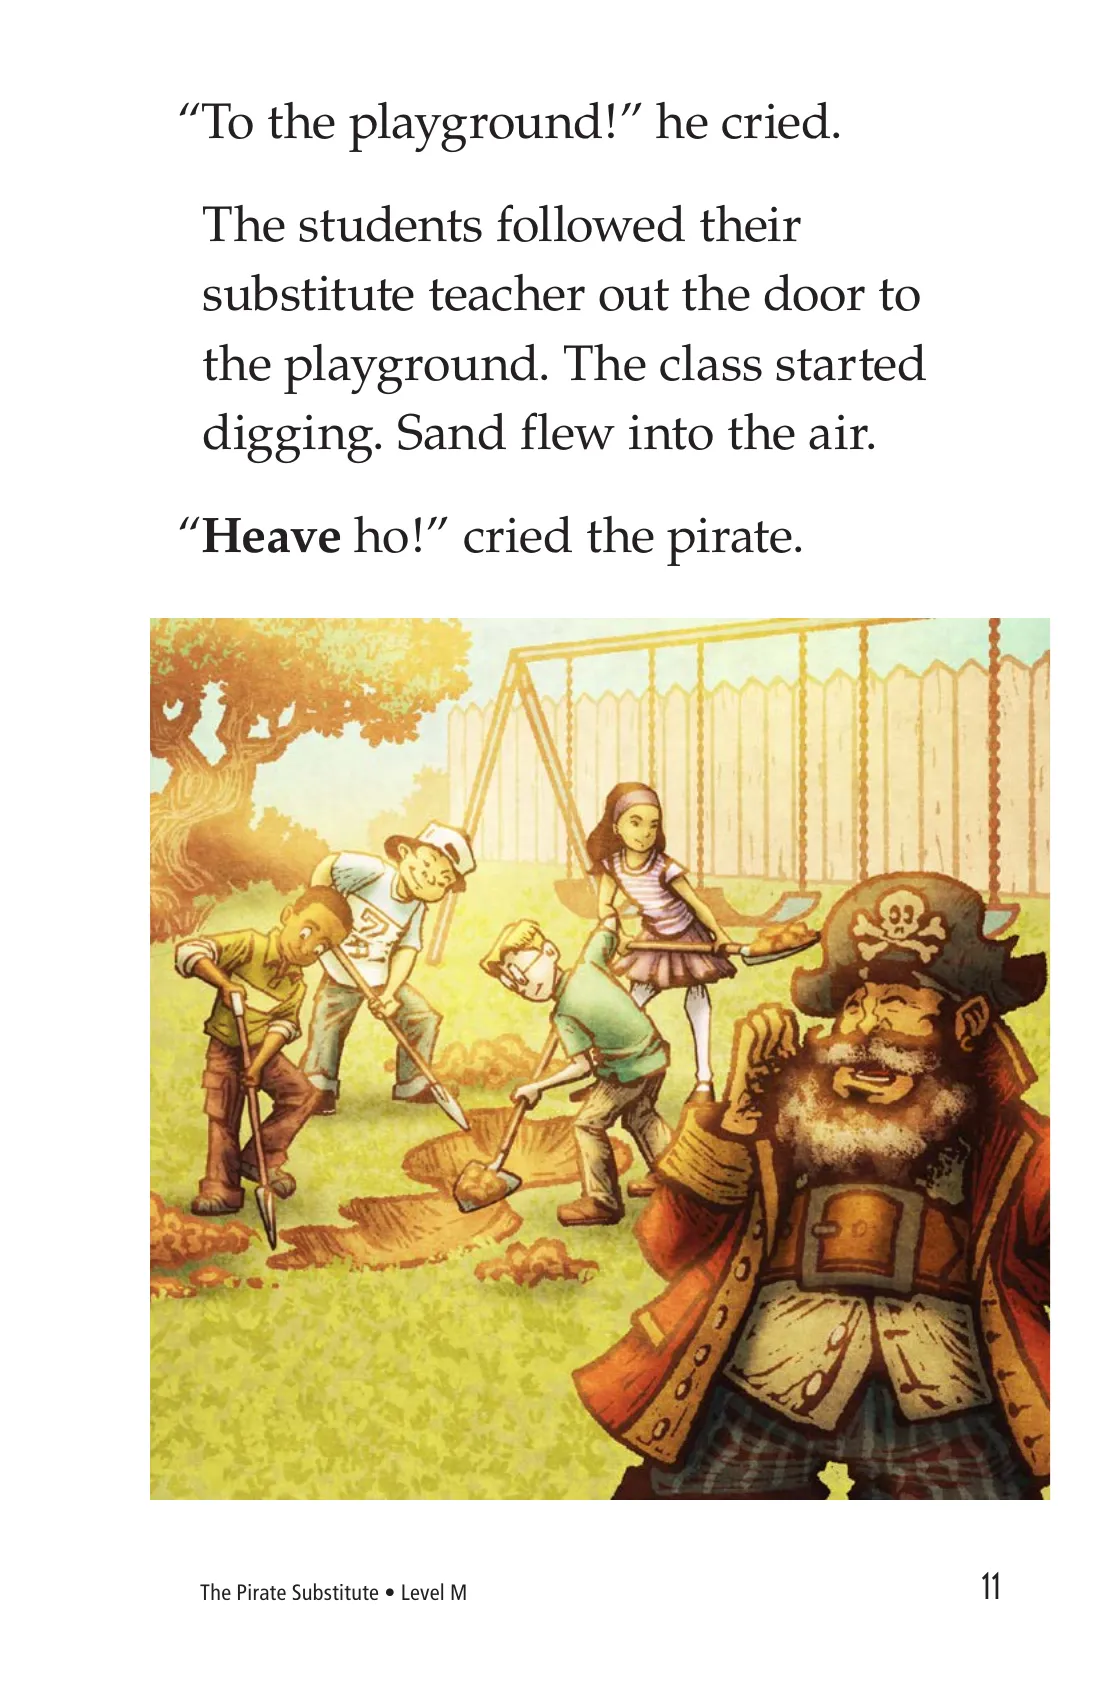 “To the playground!” he cried.
The students followed their
substitute teacher out the door to
the playground. The class started
digging. Sand flew into the air.
“Heave ho!” cried the pirate.
The Pirate Substitute • Level M
11